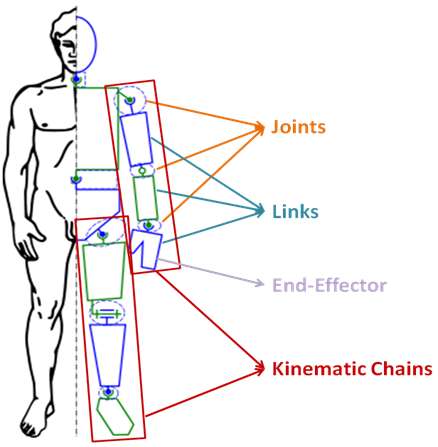 Joints
Links
End-Effector
Kinematic Chains